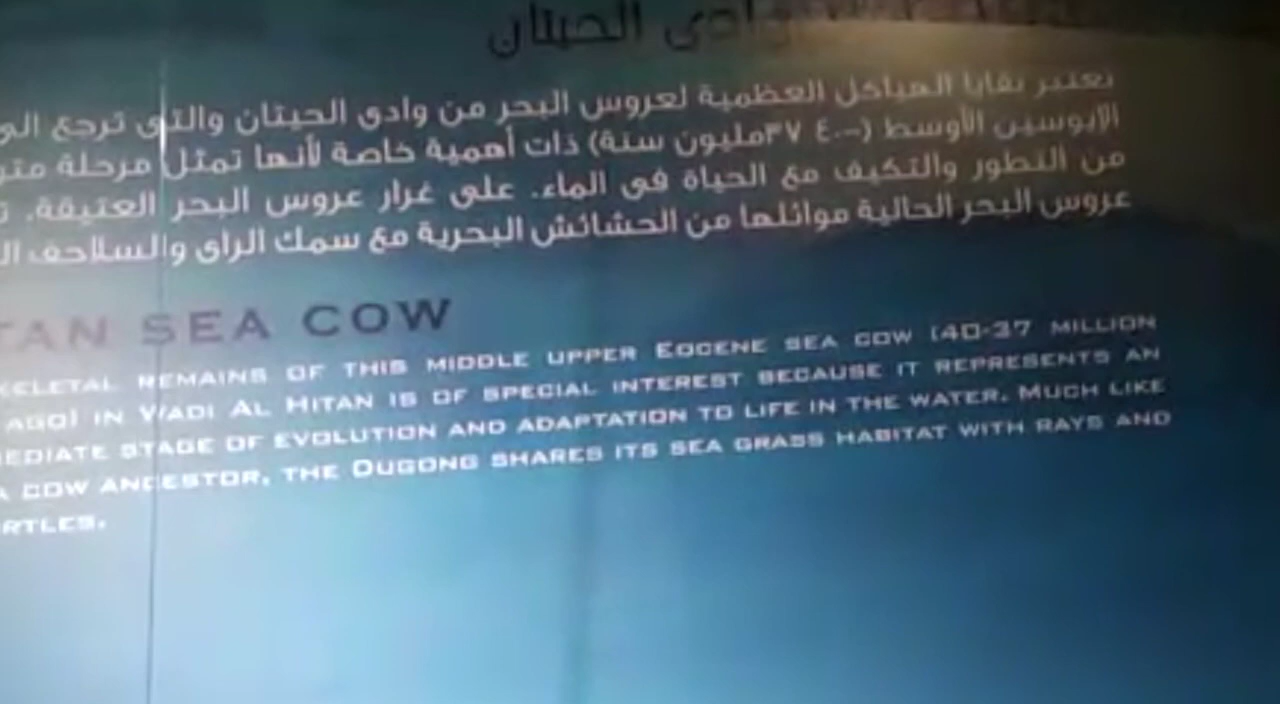 وادى الحيتان
تعتبر بقايا الهياكل العظمية لعروس البحر من وادى الحيتان والتى ترجع الى
الإيوسين الأوسط (٤٠-٣٧مليون سنة) ذات أهمية خاصة لأنها تمثل مرحلة
من التطور والتكيف مع الحياة فى الماء. على غرار عروس البحر العتيقة.
عروس البحر الحالية موائلها من الحشائش البحرية مع سمك الراى والسلاحف
TAN SEA COW
KELETAL REMAINS OF THIS MIDDLE UPPER EOCENE SEA COW (40-37 MILLION
AGO) IN WADI AL HITAN IS OF SPECIAL INTEREST BECAUSE IT REPRESENTS AN
MEDIATE STAGE OF EVOLUTION AND ADAPTATION TO LIFE IN THE WATER. MUCH LIKE
A COW ANCESTOR, THE DUGONG SHARES ITS SEA GRASS HABITAT WITH RAYS AND
RTLES.